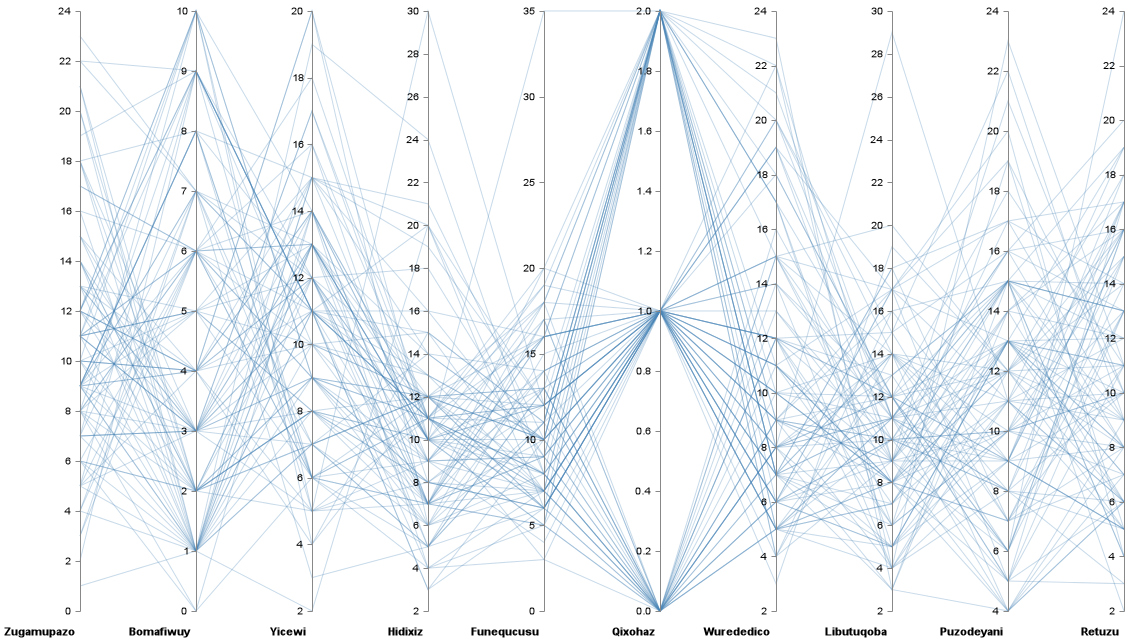 24 10 20 30 35 2.0 24 30 24 24
22 9 18 28 30 1.8 22 28 22 22
20 8 16 26 25 1.6 20 26 20 20
18 7 14 24 20 1.4 18 24 18 18
16 6 12 22 15 1.2 16 22 16 16
14 5 10 20 10 1.0 14 20 14 14
12 4 8 18 5 0.8 12 18 12 12
10 3 6 16 0 0.6 10 16 10 10
8 2 4 14 0.4 8 14 8 8
6 1 2 12 0.2 6 12 6 6
4 0 10 0.0 4 10 4 4
2 8 2 8 2
0 6 6
4 4
2 2
Zugamupazo Bomafiwuy Yicewi Hidixiz Funequcusu Qixohaz Wurededico Libutuqoba Puzodeyani Retuzu